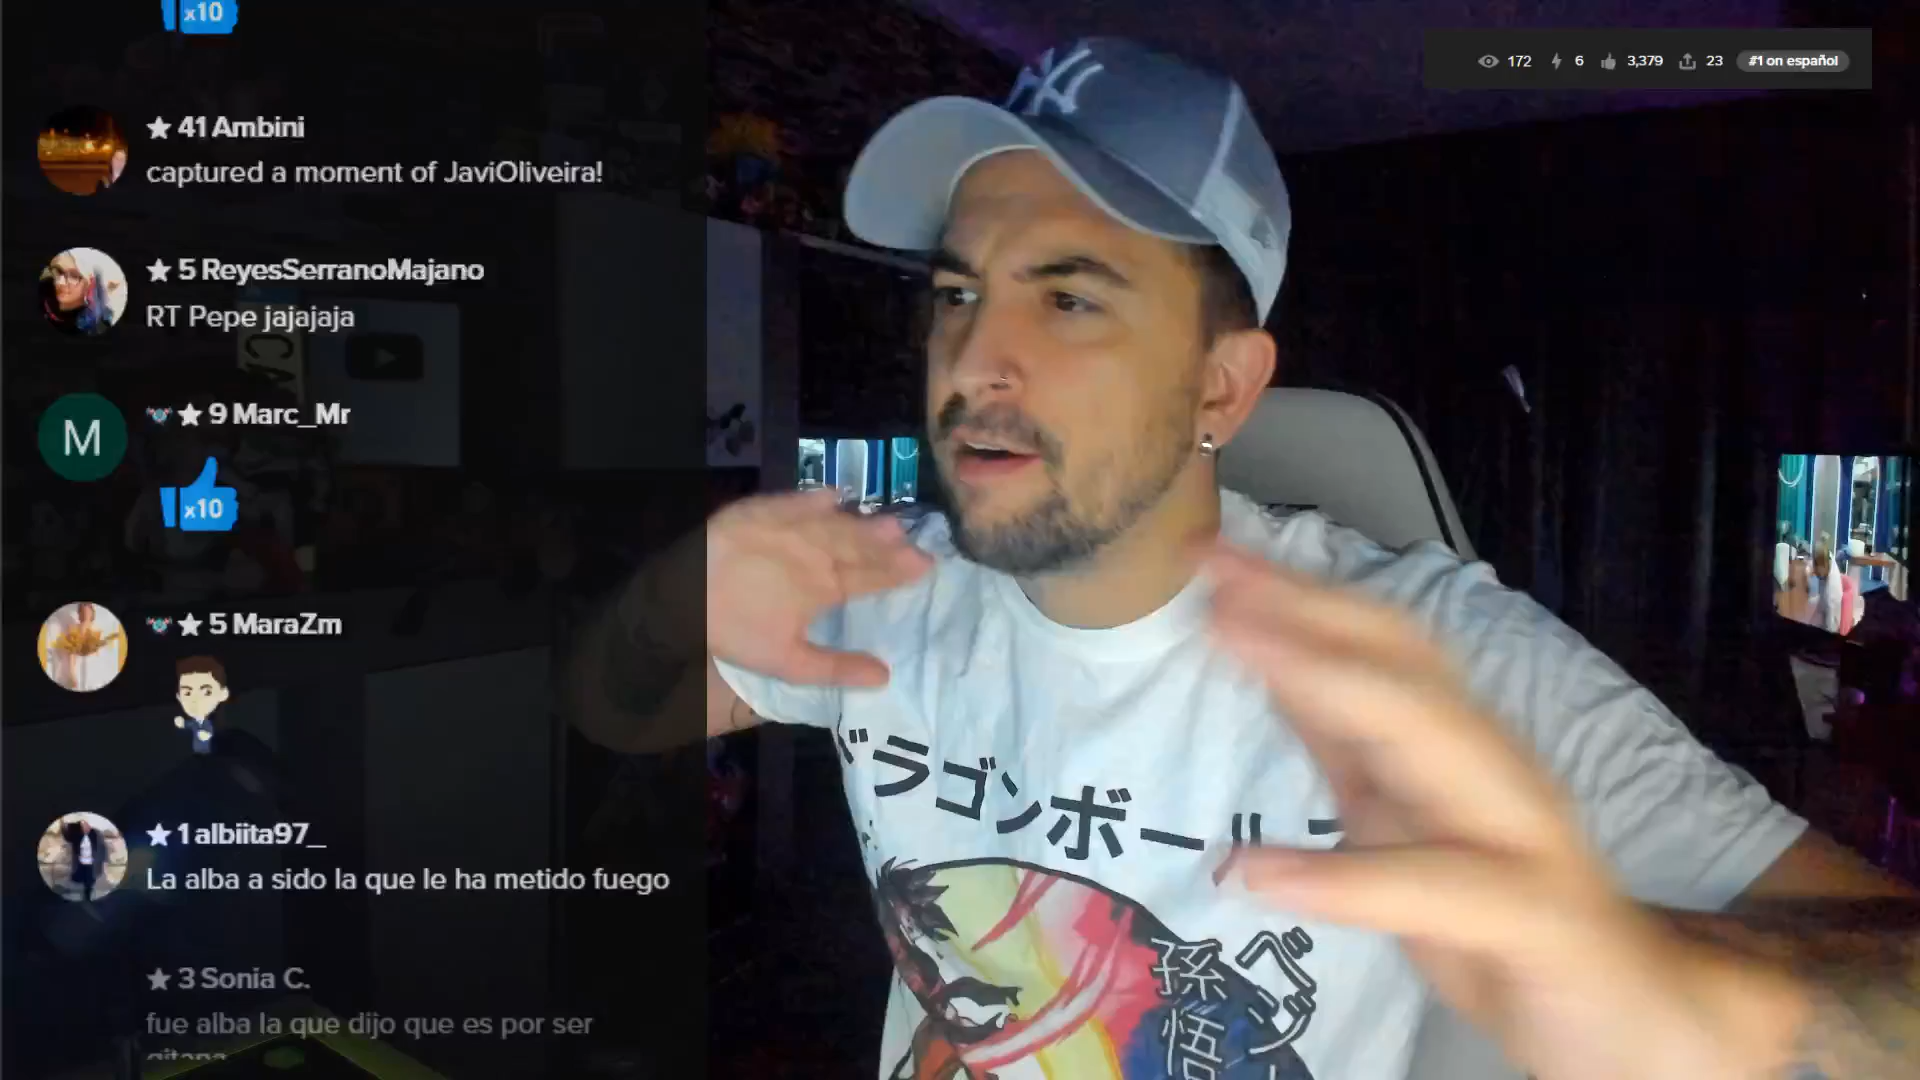 x10
41 Ambini
captured a moment of JaviOliveira!
5 ReyesSerranoMajano
RT Pepe jajajaja
M
9 Marc_Mr
x10
5 MaraZm
1 albiita97_
La alba a sido la que le ha metido fuego
3 Sonia C.
fue alba la que dijo que es por ser
gitana
172 6 3,379 23 #1 on español
NY
CA
ドラゴンボール
孫悟
ベジ